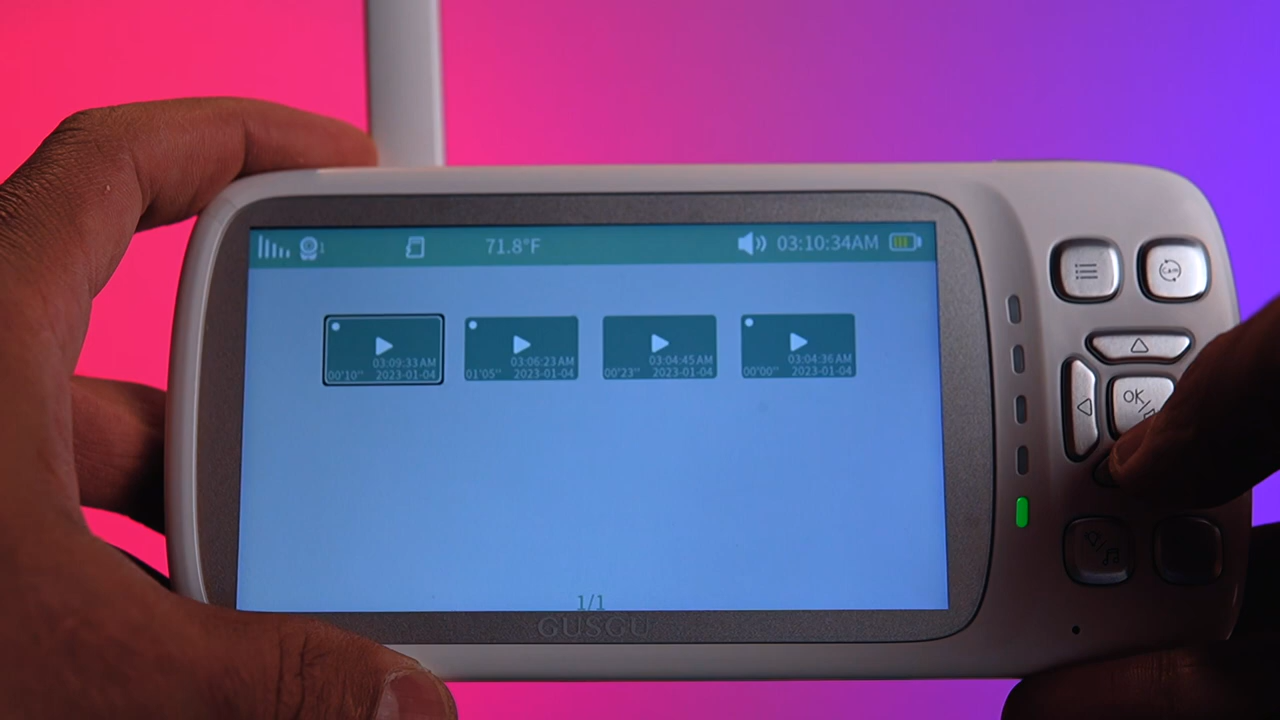 1 71.8°F 03:10:34AM
03:09:33 AM
00'10'' 2023-01-04
03:06:23 AM
01'05'' 2023-01-04
03:04:45 AM
00'23'' 2023-01-04
03:04:36 AM
00'00'' 2023-01-04
1/1
GUSGU
CAM
OK/